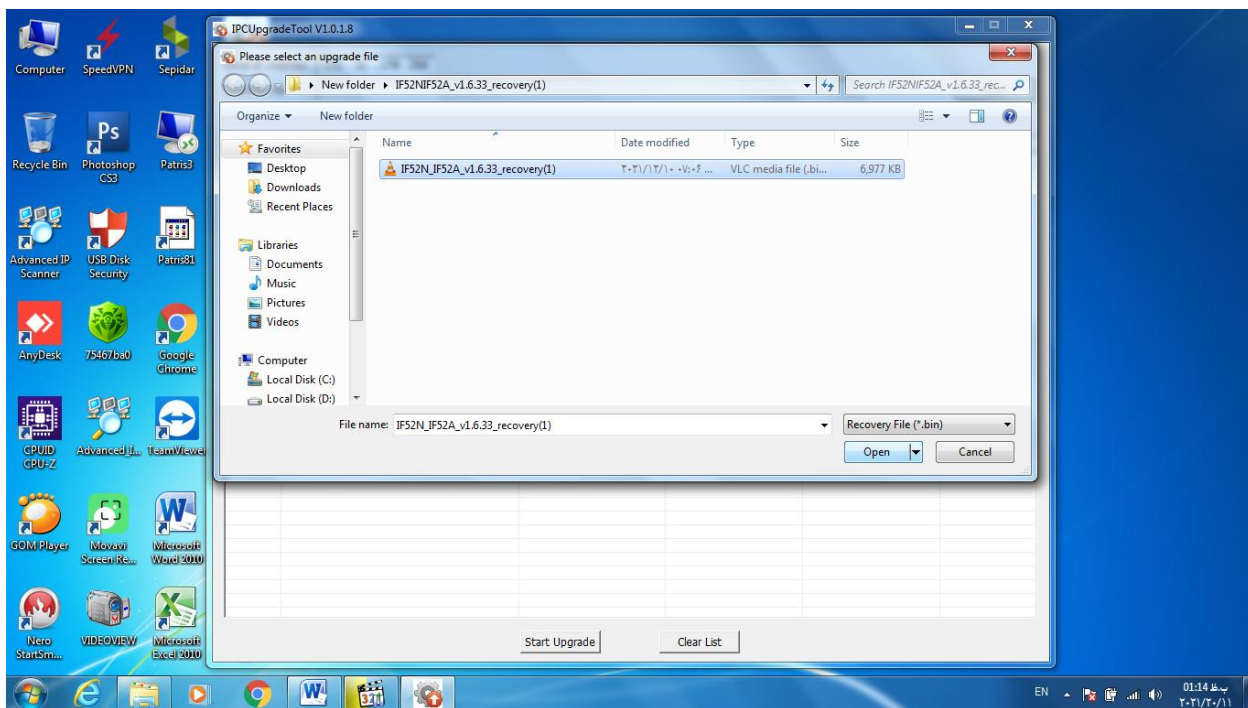 IPCUpgradeTool V1.0.1.8
Please select an upgrade file
New folder ▸ IF52NIF52A_v1.6.33_recovery(1)
Search IF52NIF52A_v1.6.33_rec...
Organize
New folder
Name
Date modified
Type
Size
IF52N_IF52A_v1.6.33_recovery(1)
VLC media file (.bi...
6,977 KB
Favorites
Desktop
Downloads
Recent Places
Libraries
Documents
Music
Pictures
Videos
Computer
Local Disk (C:)
Local Disk (D:)
File name:
IF52N_IF52A_v1.6.33_recovery(1)
Recovery File (*.bin)
Open
Cancel
Start Upgrade
Clear List
Computer
SpeedVPN
Sepidar
Recycle Bin
Photoshop
CS3
Patris3
Advanced IP
Scanner
USB Disk
Security
Patris81
AnyDesk
75467ba0
Google
Chrome
CPUID
CPU-Z
Advanced_I...
TeamViewer
GOM Player
Movavi
Screen Re...
Microsoft
Word 2010
Nero
StartSm...
VIDEOVIEW
Microsoft
Excel 2010
EN
01:14 ب.ظ
۲۰۲۱/۲۰/۱۱